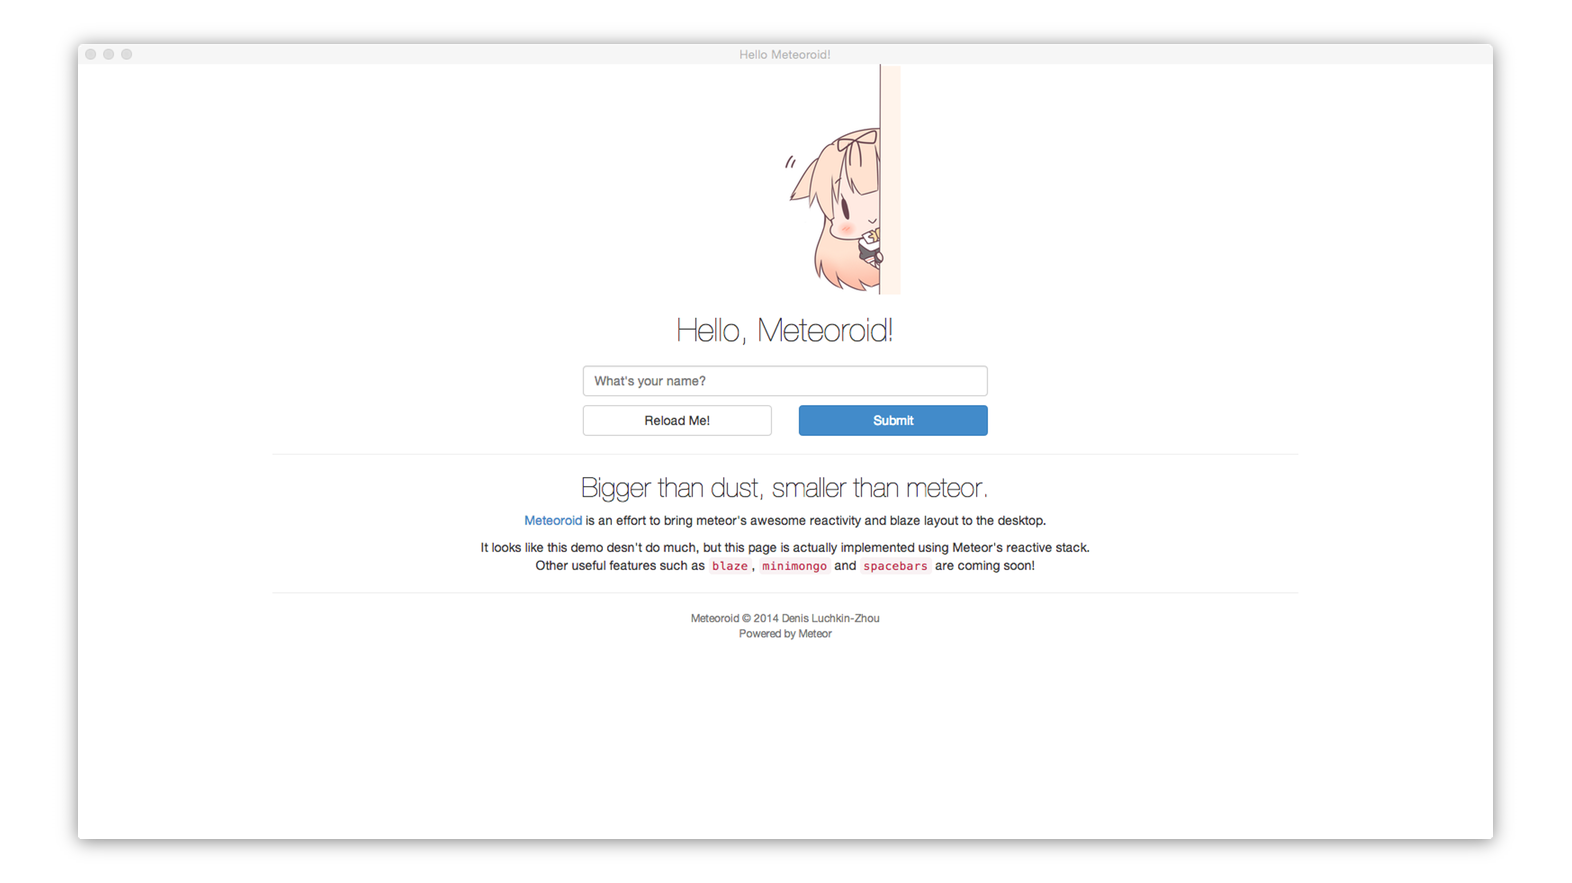 Hello Meteoroid!
Hello, Meteoroid!
What's your name?
Reload Me!
Submit
Bigger than dust, smaller than meteor.
Meteoroid is an effort to bring meteor's awesome reactivity and blaze layout to the desktop.
It looks like this demo desn't do much, but this page is actually implemented using Meteor's reactive stack.
Other useful features such as blaze, minimongo and spacebars are coming soon!
Meteoroid © 2014 Denis Luchkin-Zhou
Powered by Meteor